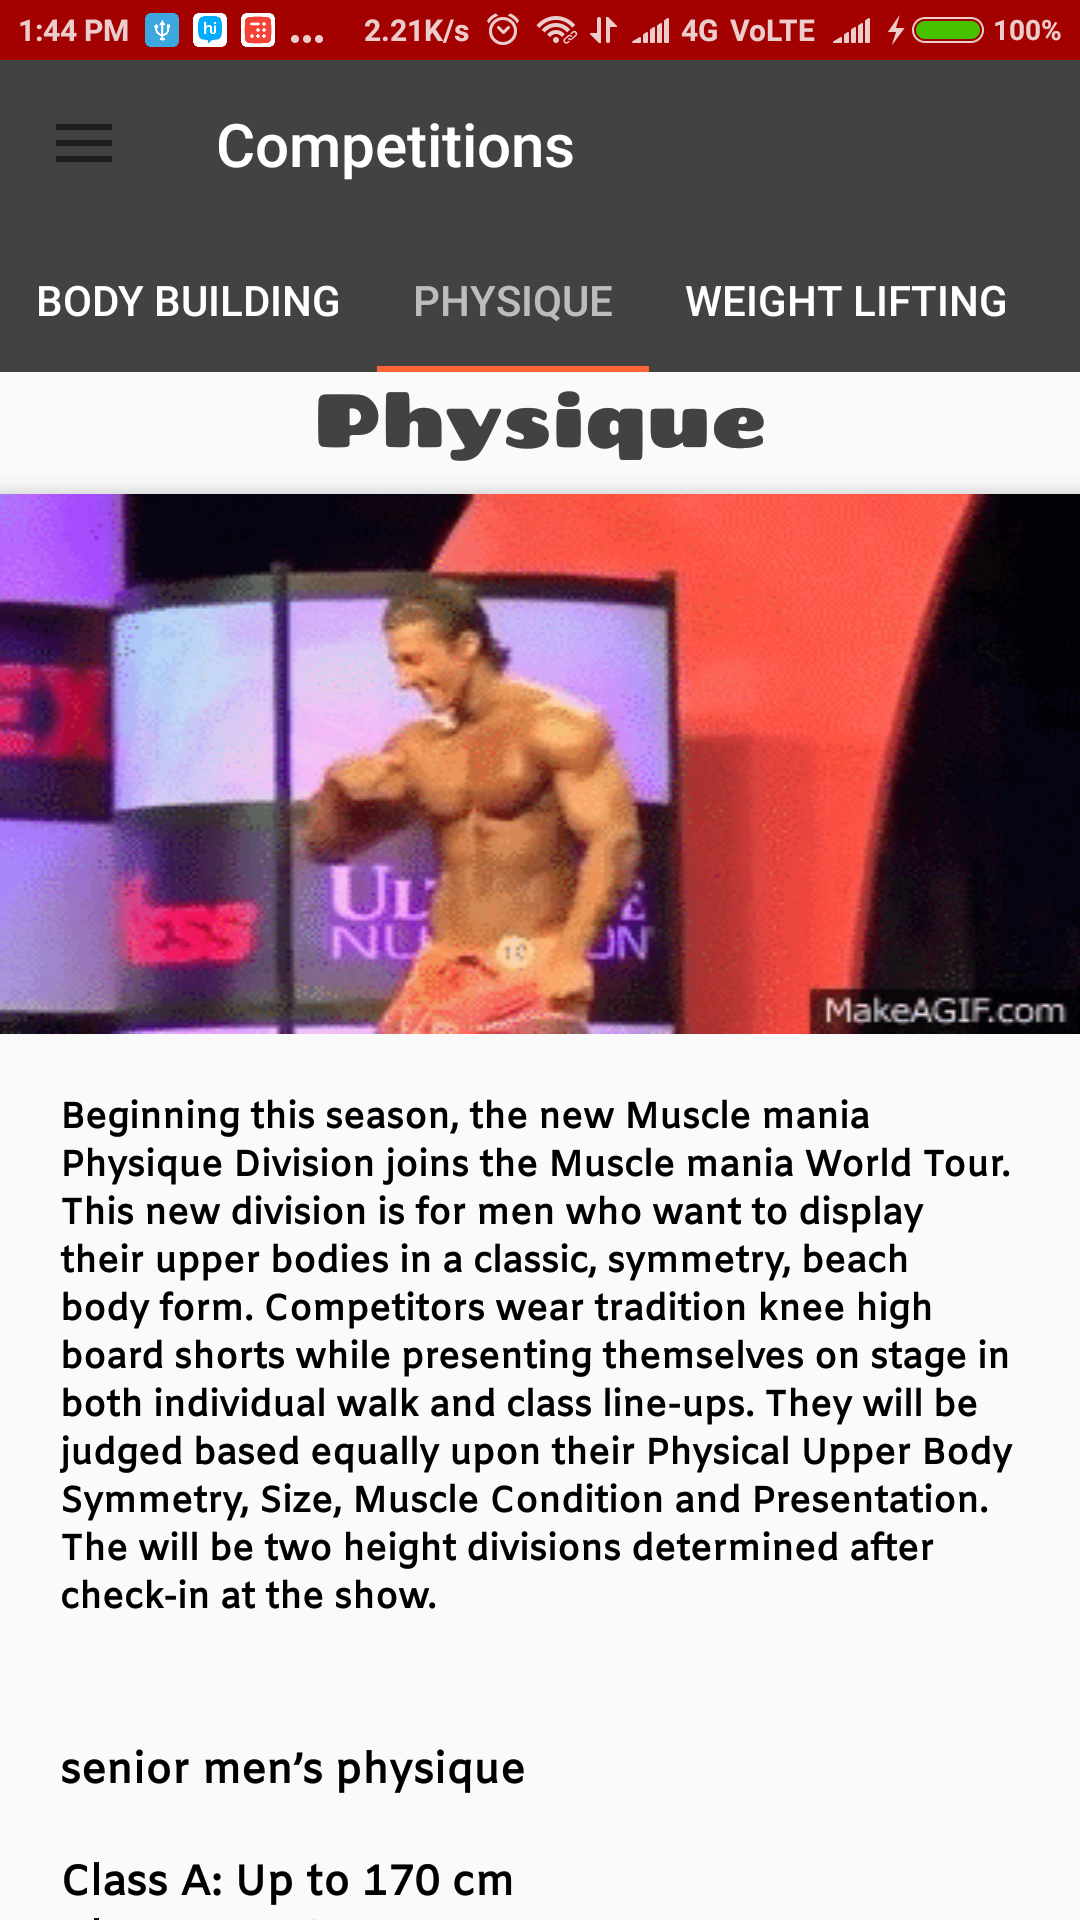 1:44 PM hi ... 2.21K/s 4G VoLTE 100%
Competitions
BODY BUILDING PHYSIQUE WEIGHT LIFTING
Physique
MakeAGIF.com
Beginning this season, the new Muscle mania
Physique Division joins the Muscle mania World Tour.
This new division is for men who want to display
their upper bodies in a classic, symmetry, beach
body form. Competitors wear tradition knee high
board shorts while presenting themselves on stage in
both individual walk and class line-ups. They will be
judged based equally upon their Physical Upper Body
Symmetry, Size, Muscle Condition and Presentation.
The will be two height divisions determined after
check-in at the show.
senior men’s physique
Class A: Up to 170 cm